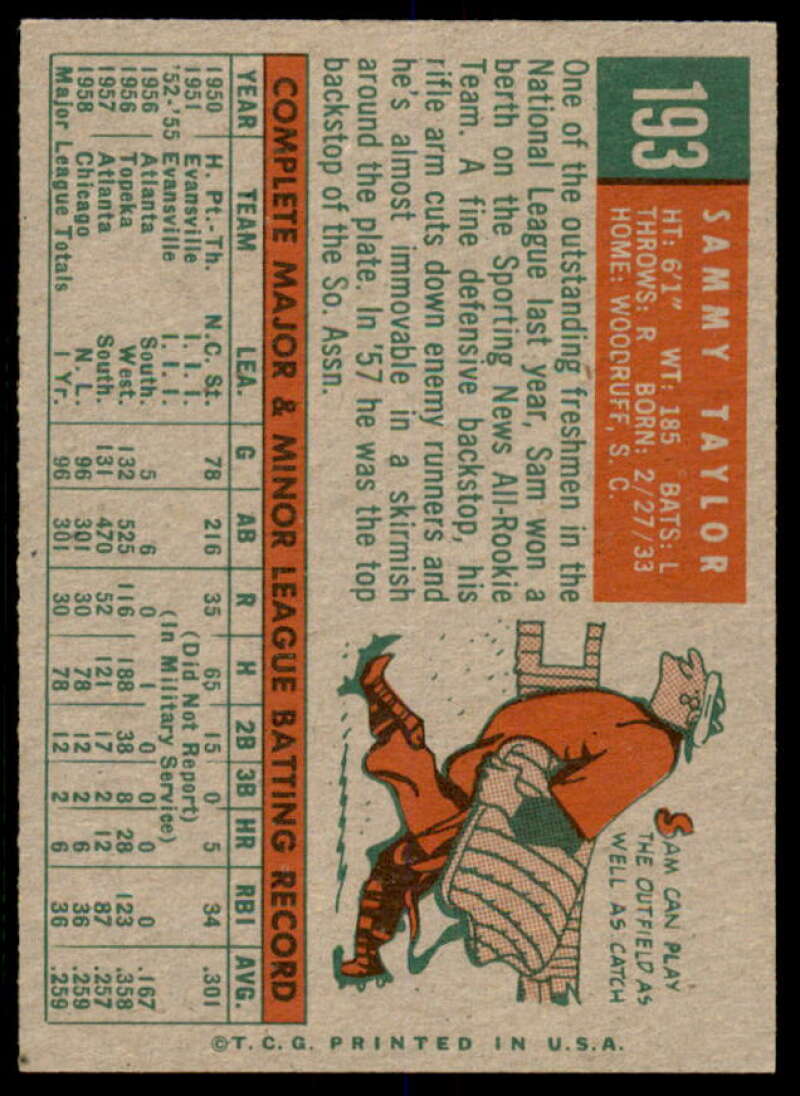 193
SAMMY TAYLOR
HT: 6'1" WT: 185 BATS: L
THROWS: R BORN: 2/27/33
HOME: WOODRUFF, S. C.
One of the outstanding freshmen in the
National League last year, Sam won a
berth on the Sporting News All-Rookie
Team. A fine defensive backstop, his
rifle arm cuts down enemy runners and
he's almost immovable in a skirmish
around the plate. In '57 he was the top
backstop of the So. Assn.
SAM CAN PLAY
THE OUTFIELD AS
WELL AS CATCH
COMPLETE MAJOR & MINOR LEAGUE BATTING RECORD
YEAR TEAM LEA. G AB R H 2B 3B HR RBI AVG.
1950 H. Pt.-Th. N.C. St. 78 216 35 65 15 0 5 34 .301
1951 Evansville I. I. I. (Did Not Report)
'52-'55 Evansville I. I. I. (In Military Service)
1956 Atlanta South. 5 6 0 1 0 0 0 0 .167
1956 Topeka West. 132 525 116 188 38 8 28 123 .358
1957 Atlanta South. 131 470 52 121 17 2 12 87 .257
1958 Chicago N. L. 96 301 30 78 12 2 6 36 .259
Major League Totals 1 Yr. 96 301 30 78 12 2 6 36 .259
©T. C. G. PRINTED IN U.S.A.